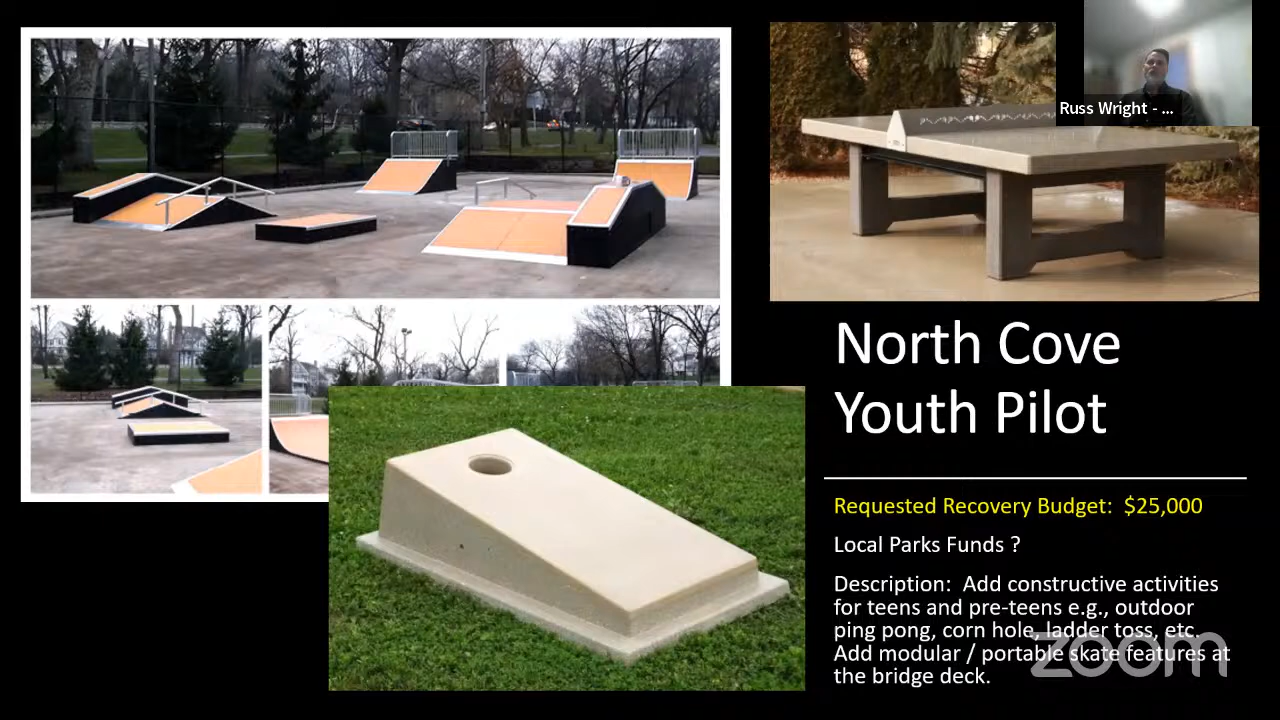 Russ Wright - ...
North Cove
Youth Pilot
Requested Recovery Budget:  $25,000
Local Parks Funds ?
Description:  Add constructive activities
for teens and pre-teens e.g., outdoor
ping pong, corn hole, ladder toss, etc.
Add modular / portable skate features at
the bridge deck.
zoom